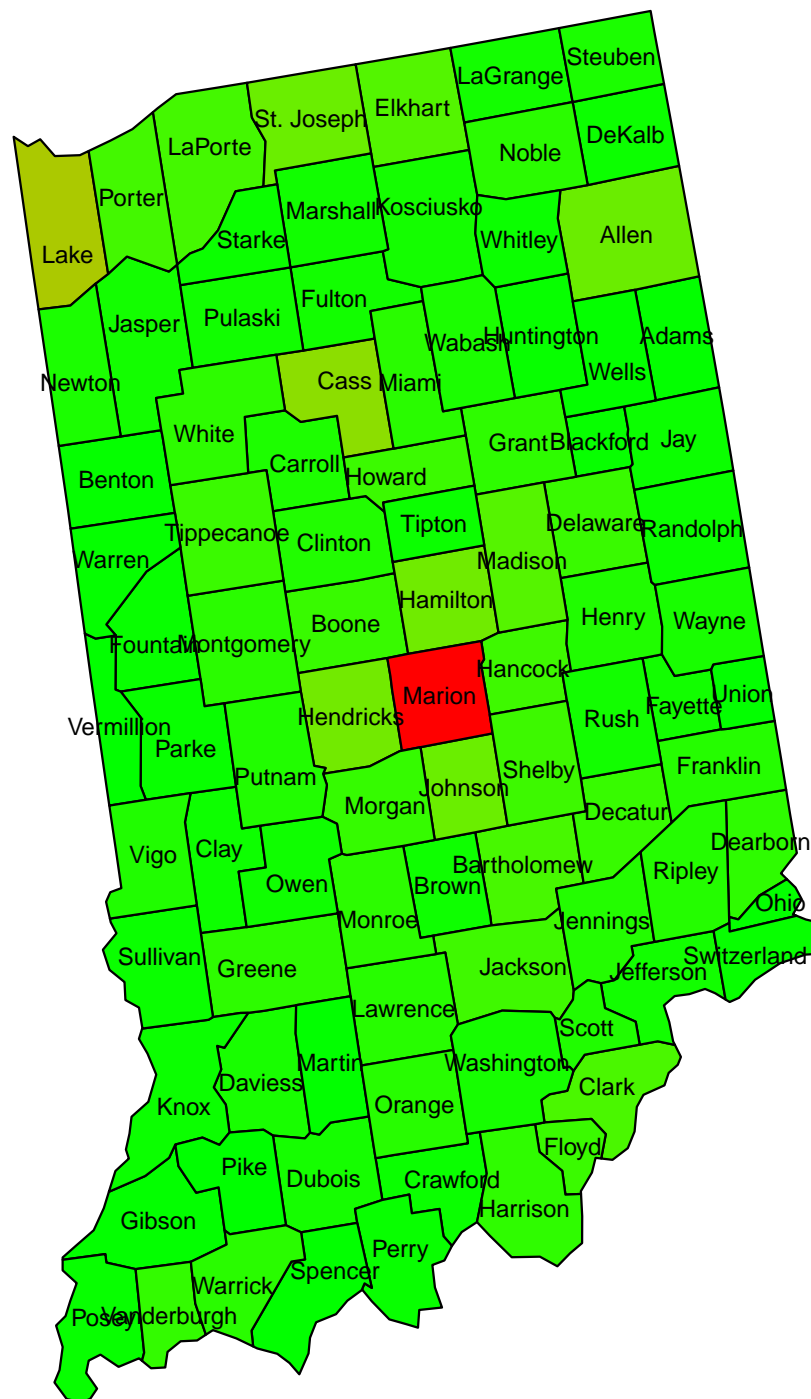 Steuben
LaGrange
Elkhart
St. Joseph
LaPorte
DeKalb
Noble
Porter
Kosciusko
Marshall
Allen
Whitley
Starke
Lake
Fulton
Pulaski
Jasper
Huntington
Adams
Wabash
Wells
Cass
Miami
Newton
White
Grant
Blackford
Jay
Carroll
Howard
Benton
Tipton
Delaware
Randolph
Tippecanoe
Clinton
Warren
Madison
Hamilton
Boone
Henry
Wayne
Fountain
Montgomery
Hancock
Marion
Union
Fayette
Hendricks
Rush
Vermillion
Parke
Franklin
Shelby
Putnam
Johnson
Morgan
Decatur
Dearborn
Vigo
Clay
Bartholomew
Ripley
Owen
Brown
Ohio
Monroe
Jennings
Sullivan
Switzerland
Greene
Jackson
Jefferson
Lawrence
Scott
Martin
Washington
Daviess
Clark
Knox
Orange
Floyd
Pike
Dubois
Crawford
Harrison
Gibson
Perry
Spencer
Warrick
Posey
Vanderburgh